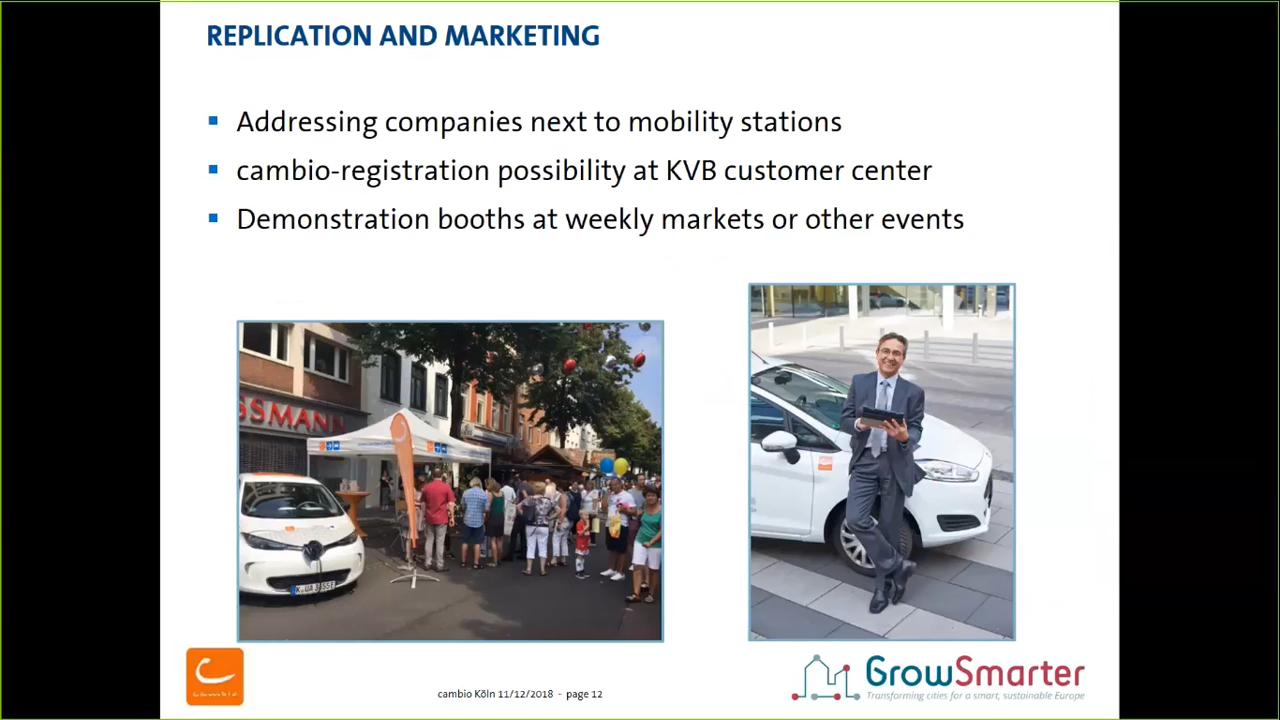 REPLICATION AND MARKETING
Addressing companies next to mobility stations
cambio-registration possibility at KVB customer center
Demonstration booths at weekly markets or other events
SSMANN
cambio Köln 11/12/2018 - page 12
GrowSmarter
Transforming cities for a smart, sustainable Europe